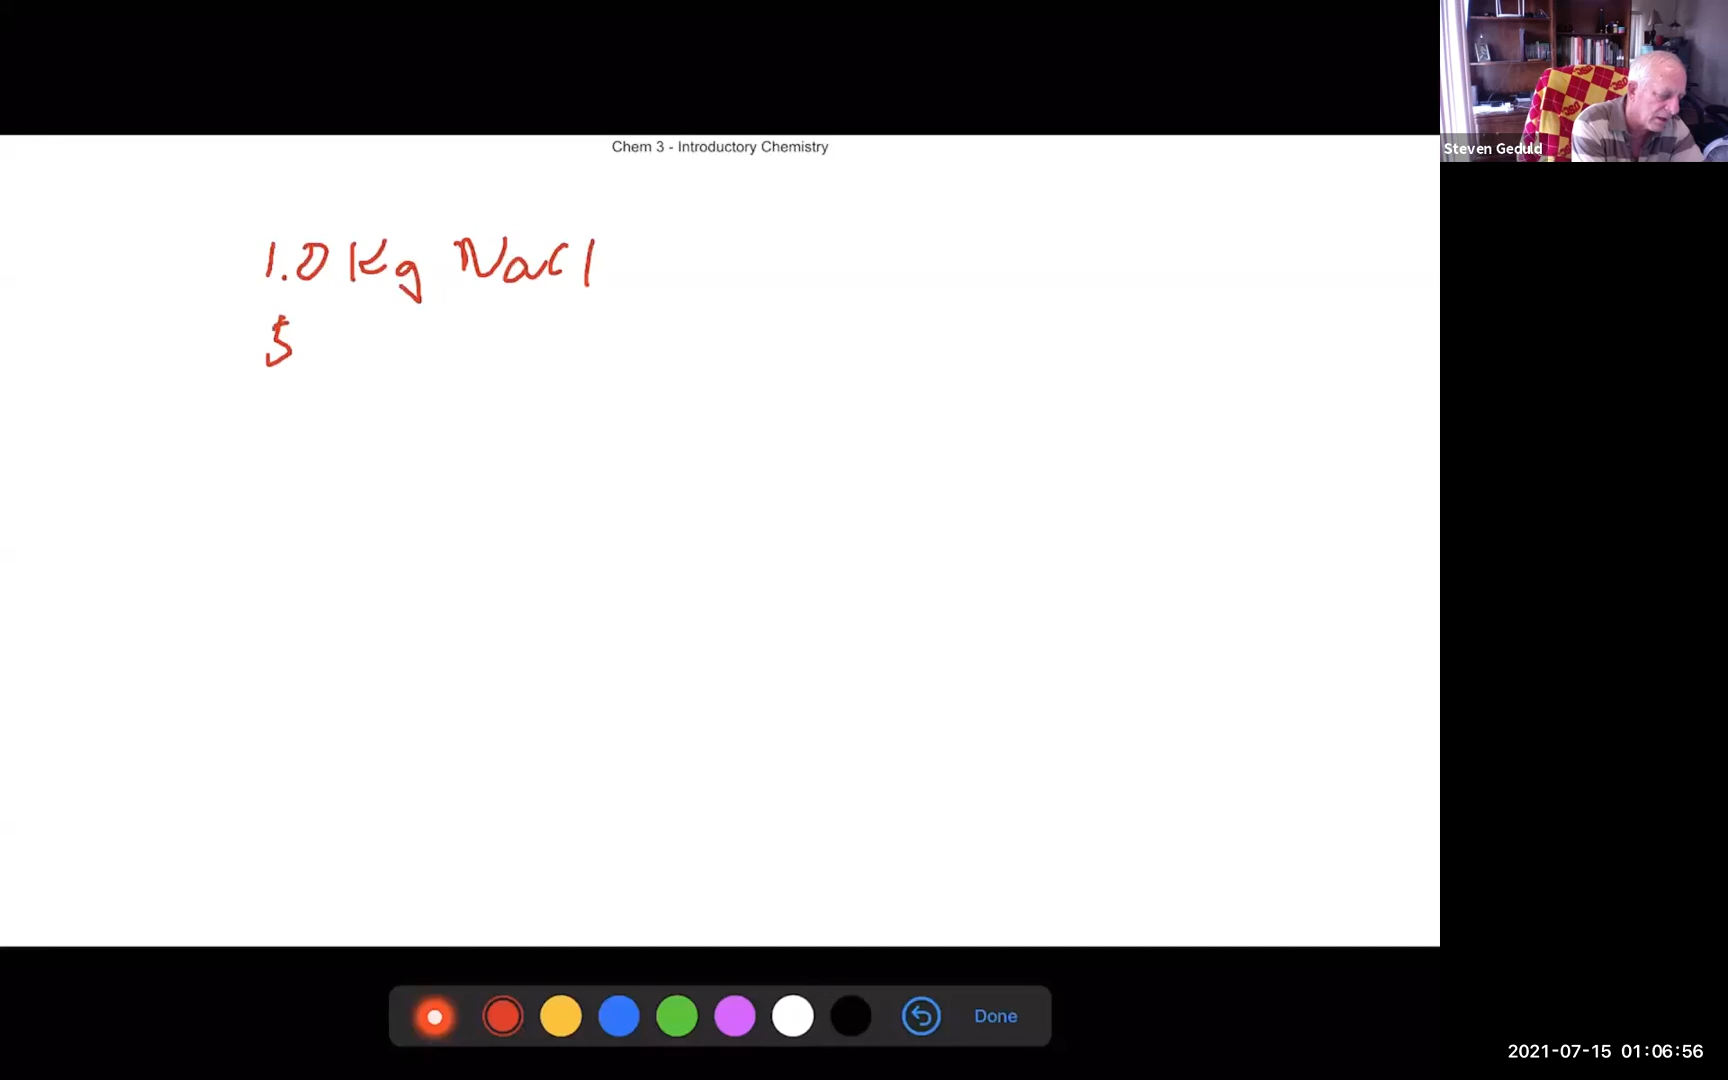 Chem 3 - Introductory Chemistry
Steven Geduld
1.0 Kg NaCl
$
Done
2021-07-15 01:06:56